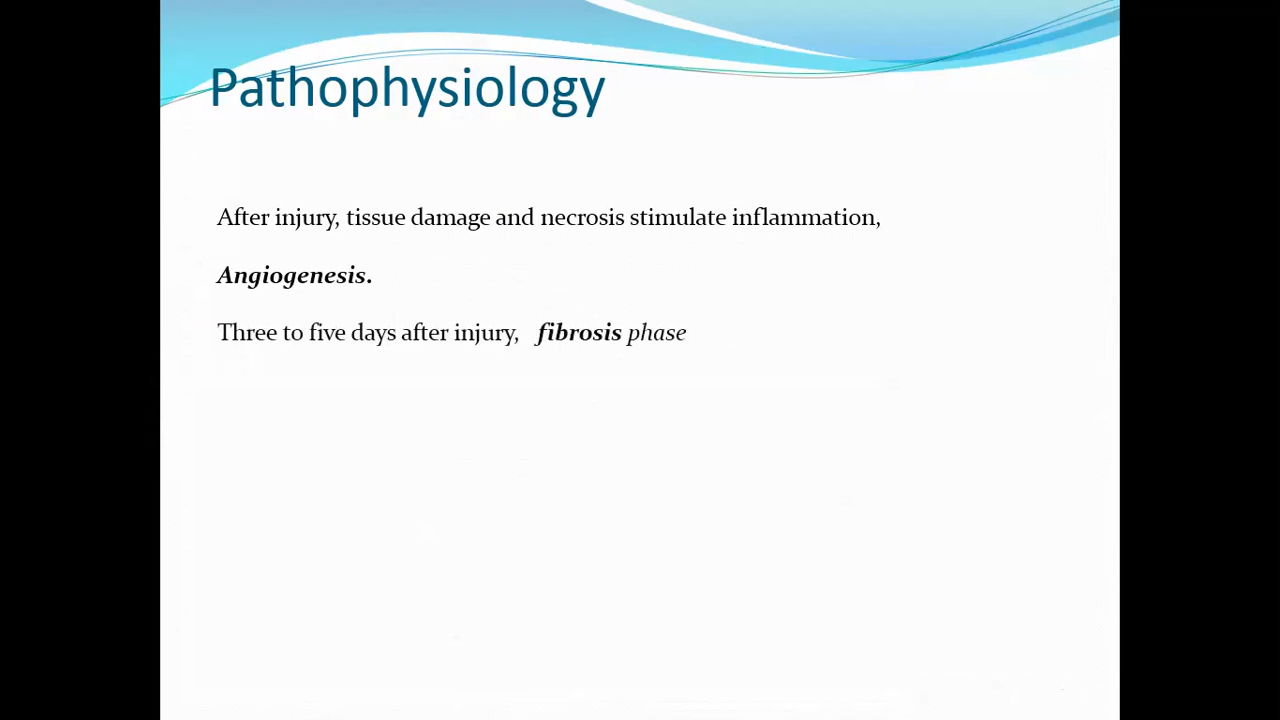 Pathophysiology
After injury, tissue damage and necrosis stimulate inflammation,
Angiogenesis.
Three to five days after injury, fibrosis phase